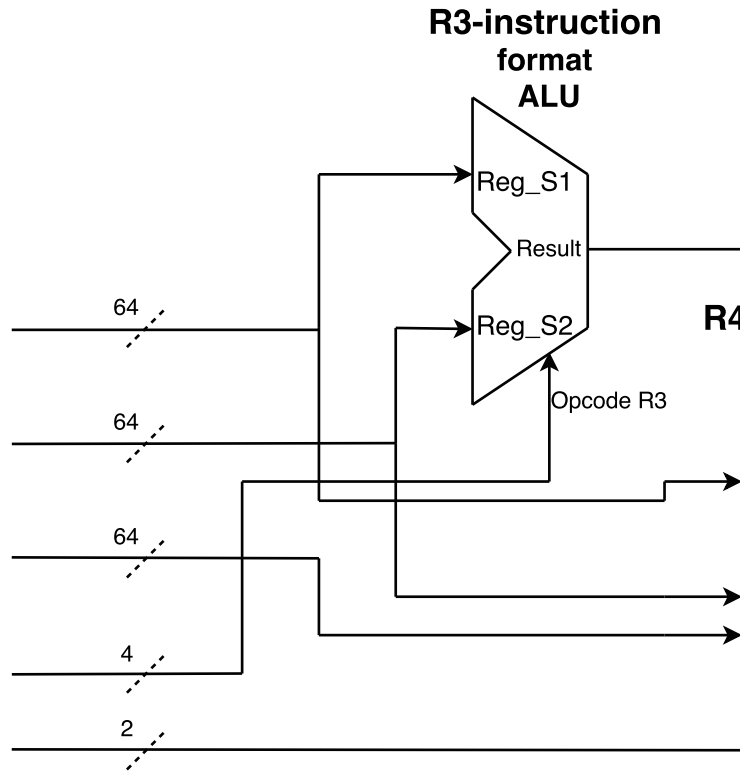 R3-instruction
format
ALU
Reg_S1
Result
64
R4
Reg_S2
Opcode R3
64
64
4
2